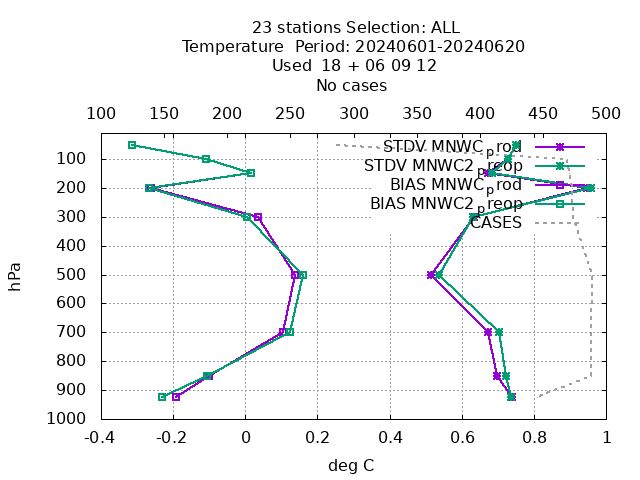 23 stations Selection: ALL
Temperature  Period: 20240601-20240620
Used  18 + 06 09 12
No cases
100 150 200 250 300 350 400 450 500
STDV MNWC_prod
STDV MNWC2_preop
BIAS MNWC_prod
BIAS MNWC2_preop
CASES
hPa
100
200
300
400
500
600
700
800
900
1000
-0.4 -0.2 0 0.2 0.4 0.6 0.8 1
deg C